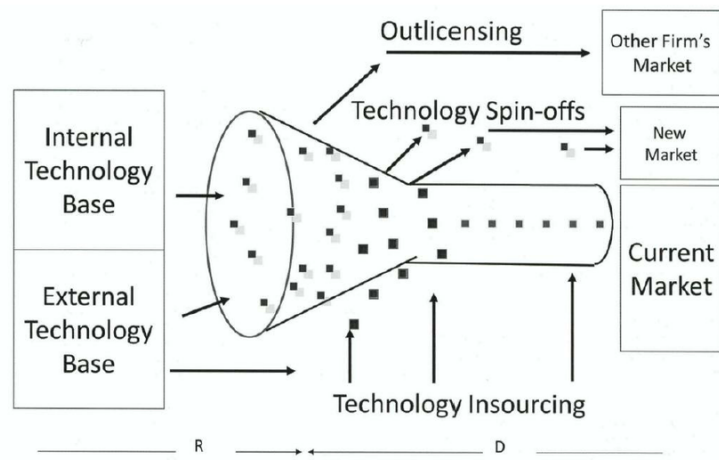 Outlicensing
Other Firm's
Market
Technology Spin-offs
New
Market
Internal
Technology
Base
External
Technology
Base
Current
Market
Technology Insourcing
R
D